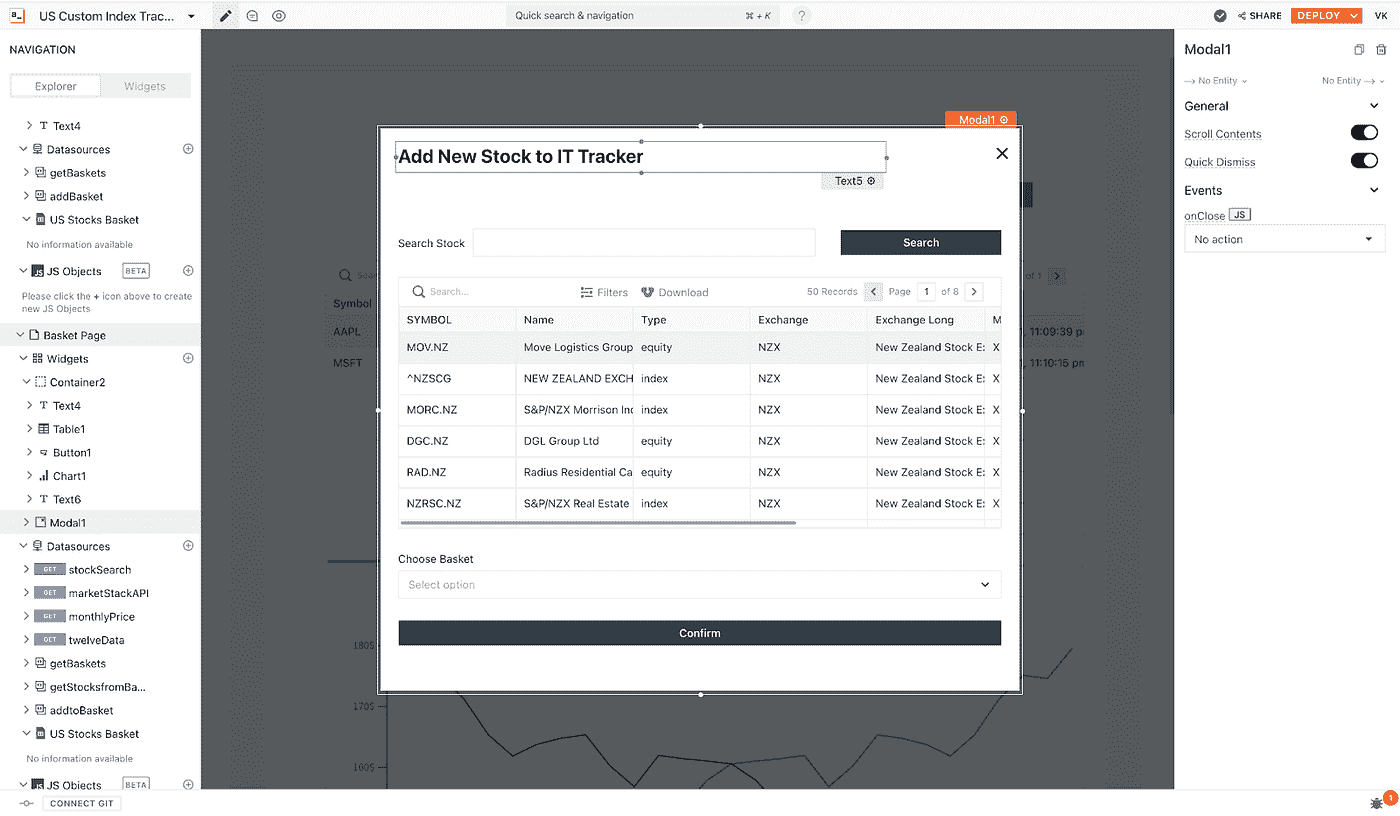 US Custom Index Trac...
Quick search & navigation
⌘ + K
?
SHARE
DEPLOY
VK
NAVIGATION
Explorer
Widgets
Text4
Datasources
getBaskets
addBasket
US Stocks Basket
No information available
JS Objects
BETA
Please click the + icon above to create
new JS Objects
Basket Page
Widgets
Container2
Text4
Table1
Button1
Chart1
Text6
Modal1
Datasources
GET stockSearch
GET marketStackAPI
GET monthlyPrice
GET twelveData
getBaskets
getStocksfromBa...
addtoBasket
US Stocks Basket
No information available
JS Objects
BETA
CONNECT GIT
Modal1
Add New Stock to IT Tracker
Text5
Search Stock
Search
Search...
Filters
Download
50 Records
Page
1
of 8
SYMBOL Name Type Exchange Exchange Long M
MOV.NZ Move Logistics Group equity NZX New Zealand Stock E X
^NZSCG NEW ZEALAND EXCH index NZX New Zealand Stock E X
MORC.NZ S&P/NZX Morrison Inc index NZX New Zealand Stock E X
DGC.NZ DGL Group Ltd equity NZX New Zealand Stock E X
RAD.NZ Radius Residential Ca equity NZX New Zealand Stock E X
NZRSC.NZ S&P/NZX Real Estate index NZX New Zealand Stock E X
Choose Basket
Select option
Confirm
of 1
Symbol
AAPL
11:09:39 p
MSFT
11:10:15 p
180$
170$
160$
Modal1
No Entity
No Entity
General
Scroll Contents
Quick Dismiss
Events
onClose
JS
No action
1